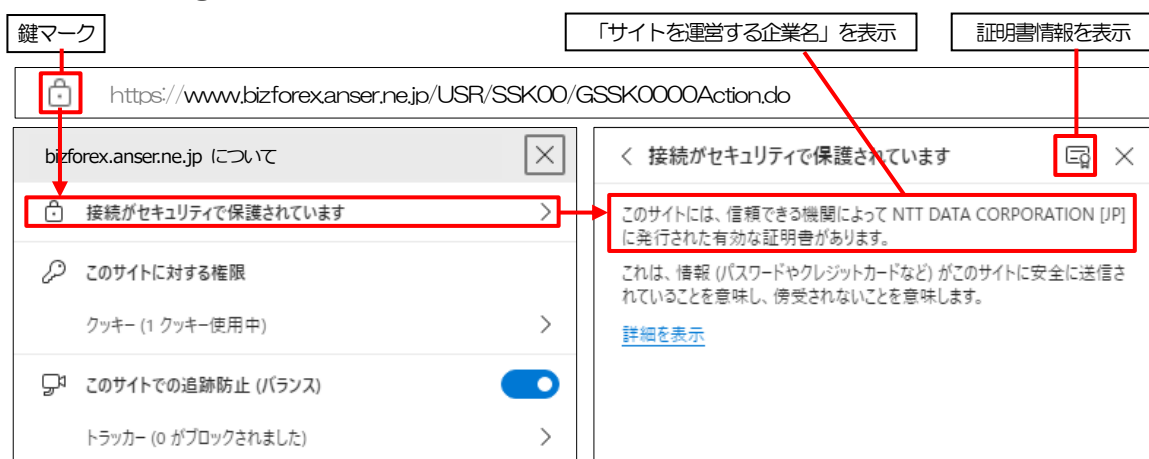 鍵マーク
「サイトを運営する企業名」を表示
証明書情報を表示
https://www.bizforex.anser.ne.jp/USR/SSK00/GSSK0000Action.do
bizforex.anser.ne.jp について
接続がセキュリティで保護されています
このサイトに対する権限
クッキー (1 クッキー使用中)
このサイトでの追跡防止 (バランス)
トラッカー (0 がブロックされました)
接続がセキュリティで保護されています
このサイトには、信頼できる機関によって NTT DATA CORPORATION [JP]
に発行された有効な証明書があります。
これは、情報 (パスワードやクレジットカードなど) がこのサイトに安全に送信さ
れていることを意味し、傍受されないことを意味します。
詳細を表示